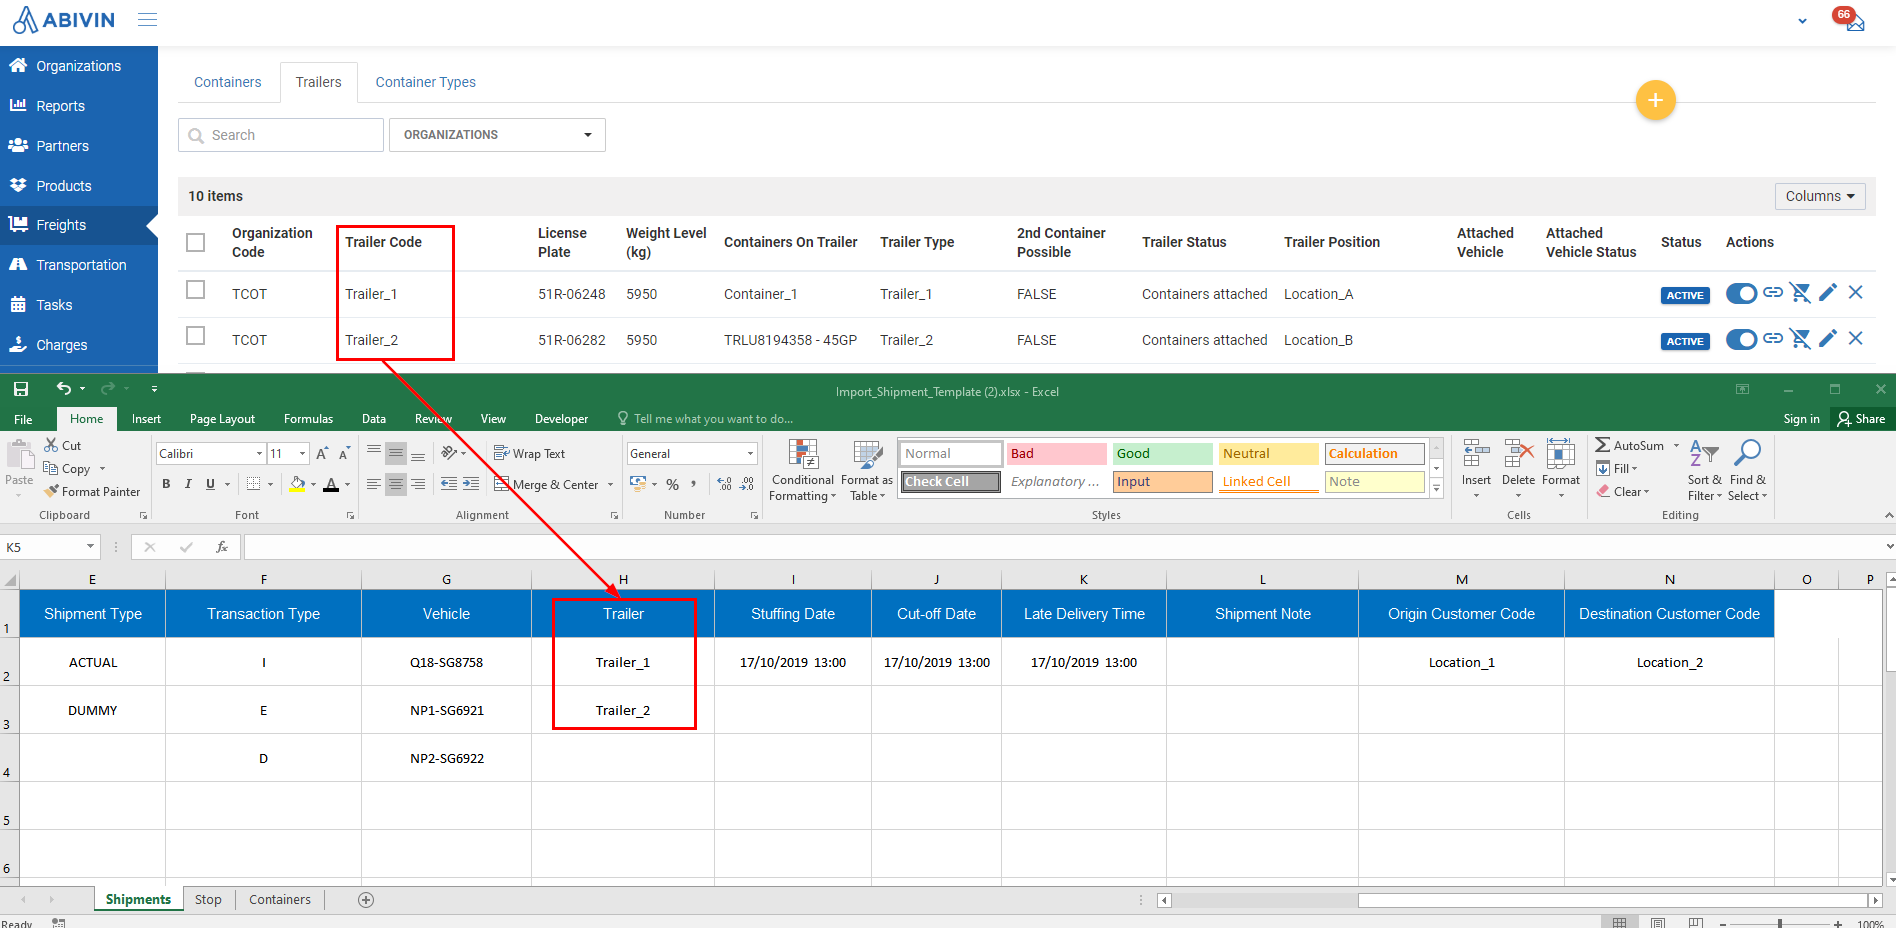 ABIVIN
66
Organizations
Reports
Partners
Products
Freights
Transportation
Tasks
Charges
Containers Trailers Container Types
Search ORGANIZATIONS
10 items Columns
Organization Code Trailer Code License Plate Weight Level (kg) Containers On Trailer Trailer Type 2nd Container Possible Trailer Status Trailer Position Attached Vehicle Attached Vehicle Status Status Actions
TCOT Trailer_1 51R-06248 5950 Container_1 Trailer_1 FALSE Containers attached Location_A ACTIVE
TCOT Trailer_2 51R-06282 5950 TRLU8194358 - 45GP Trailer_2 FALSE Containers attached Location_B ACTIVE
Import_Shipment_Template (2).xlsx - Excel
File Home Insert Page Layout Formulas Data Review View Developer Tell me what you want to do... Sign in Share
Paste Cut Copy Format Painter
Calibri 11
B I U A
Wrap Text
Merge & Center
General
% ,
Conditional Formatting Format as Table
Normal Bad Good Neutral Calculation
Check Cell Explanatory ... Input Linked Cell Note
Insert Delete Format
AutoSum Fill Clear
Sort & Filter Find & Select
Clipboard Font Alignment Number Styles Cells Editing
K5 fx
E F G H I J K L M N O P
1 Shipment Type Transaction Type Vehicle Trailer Stuffing Date Cut-off Date Late Delivery Time Shipment Note Origin Customer Code Destination Customer Code
2 ACTUAL I Q18-SG8758 Trailer_1 17/10/2019 13:00 17/10/2019 13:00 17/10/2019 13:00 Location_1 Location_2
3 DUMMY E NP1-SG6921 Trailer_2
4 D NP2-SG6922
5
6
Shipments Stop Containers
Ready 100%